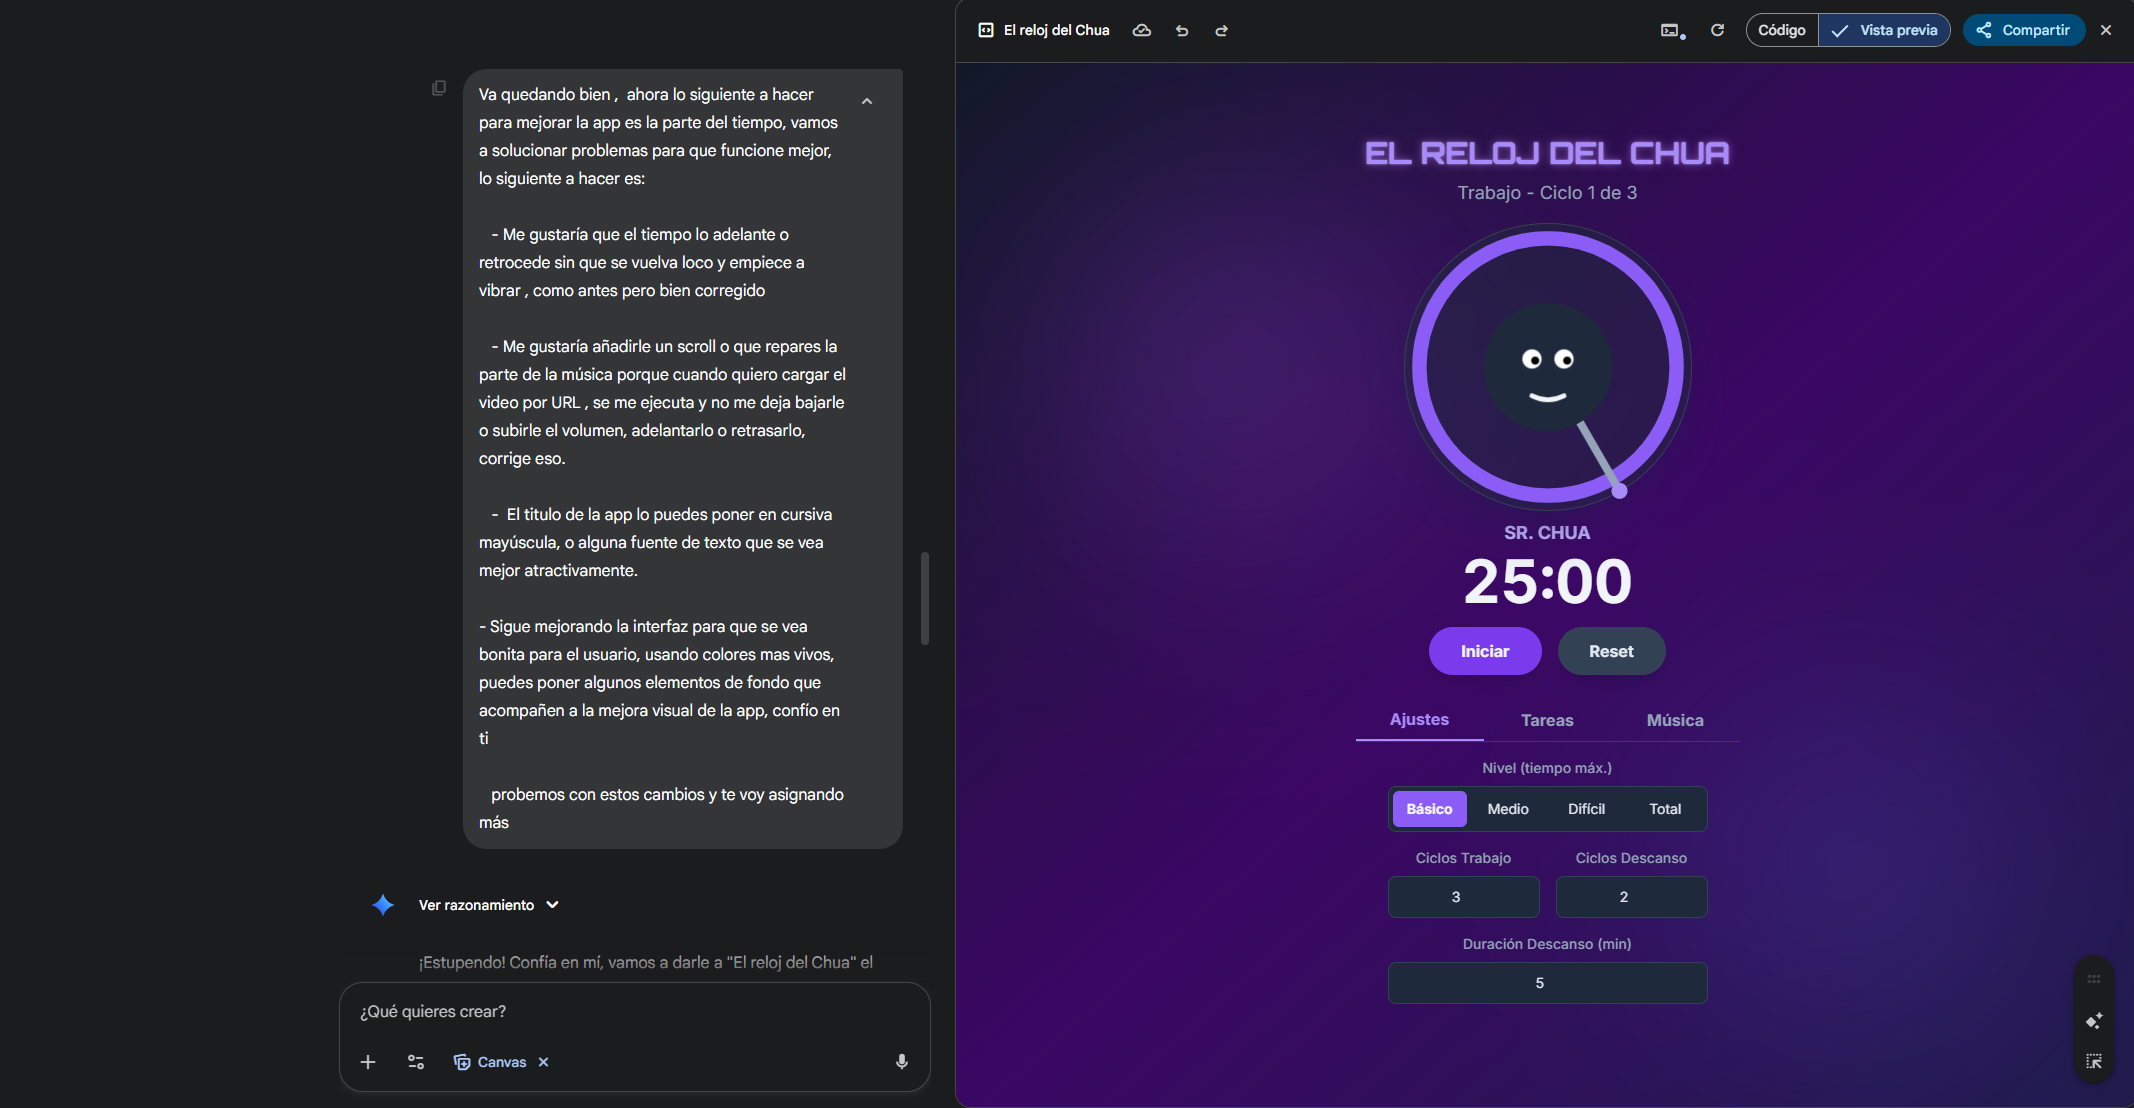 Va quedando bien ,  ahora lo siguiente a hacer
para mejorar la app es la parte del tiempo, vamos
a solucionar problemas para que funcione mejor,
lo siguiente a hacer es:
- Me gustaría que el tiempo lo adelante o
retrocede sin que se vuelva loco y empiece a
vibrar , como antes pero bien corregido
- Me gustaría añadirle un scroll o que repares la
parte de la música porque cuando quiero cargar el
video por URL , se me ejecuta y no me deja bajarle
o subirle el volumen, adelantarlo o retrasarlo,
corrige eso.
-  El titulo de la app lo puedes poner en cursiva
mayúscula, o alguna fuente de texto que se vea
mejor atractivamente.
- Sigue mejorando la interfaz para que se vea
bonita para el usuario, usando colores mas vivos,
puedes poner algunos elementos de fondo que
acompañen a la mejora visual de la app, confío en
ti
probemos con estos cambios y te voy asignando
más
Ver razonamiento
¡Estupendo! Confía en mí, vamos a darle a "El reloj del Chua" el
¿Qué quieres crear?
Canvas
El reloj del Chua
Código
Vista previa
Compartir
EL RELOJ DEL CHUA
Trabajo - Ciclo 1 de 3
SR. CHUA
25:00
Iniciar
Reset
Ajustes
Tareas
Música
Nivel (tiempo máx.)
Básico
Medio
Difícil
Total
Ciclos Trabajo
Ciclos Descanso
3
2
Duración Descanso (min)
5